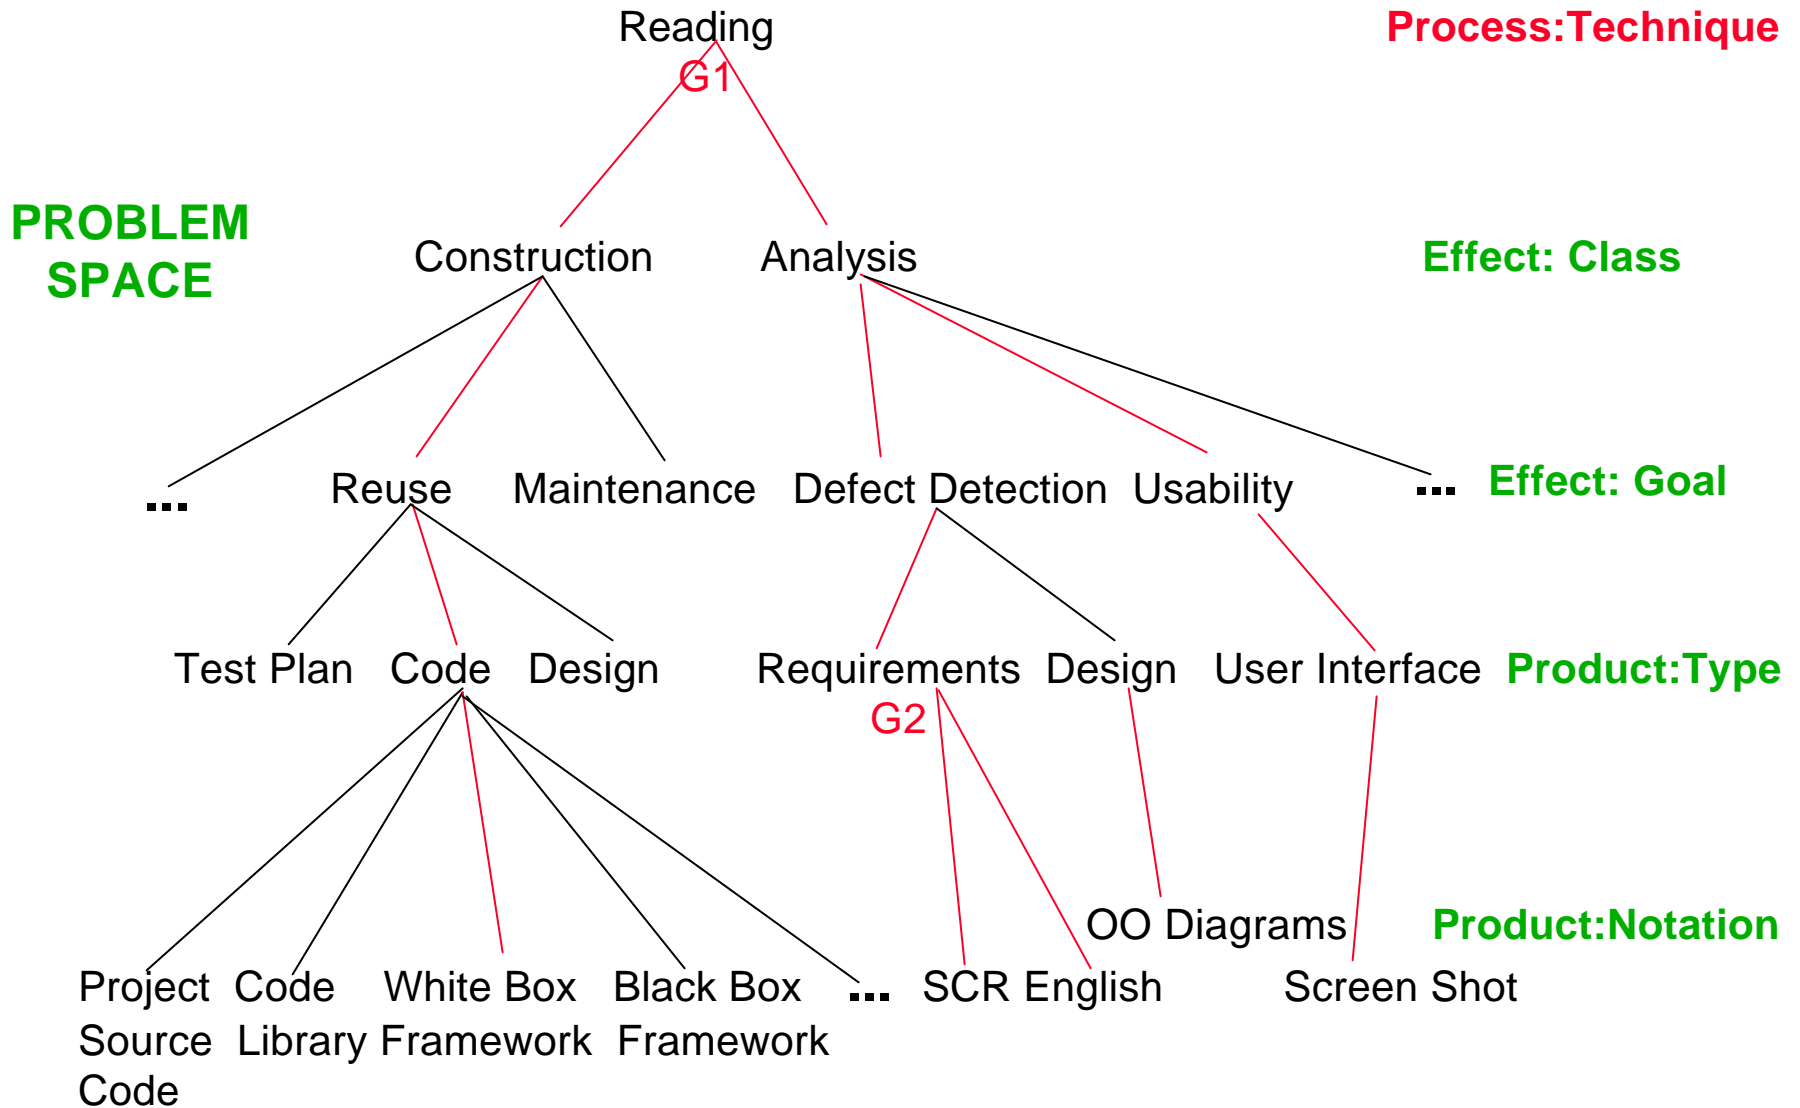 Reading Process:Technique
G1
PROBLEM
SPACE
Construction Analysis Effect: Class
... Reuse Maintenance Defect Detection Usability ... Effect: Goal
Test Plan Code Design Requirements Design User Interface Product:Type
G2
OO Diagrams Product:Notation
Project Code White Box Black Box ... SCR English Screen Shot
Source Library Framework Framework
Code